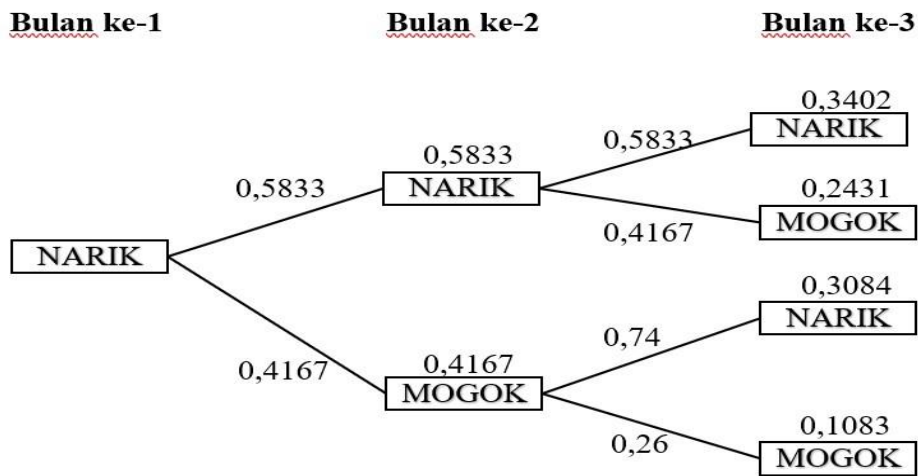 Bulan ke-1 Bulan ke-2 Bulan ke-3
0,3402
NARIK
0,5833
0,5833
NARIK
0,5833
0,2431
MOGOK
0,4167
NARIK
0,3084
NARIK
0,74
0,4167
MOGOK
0,4167
0,1083
MOGOK
0,26